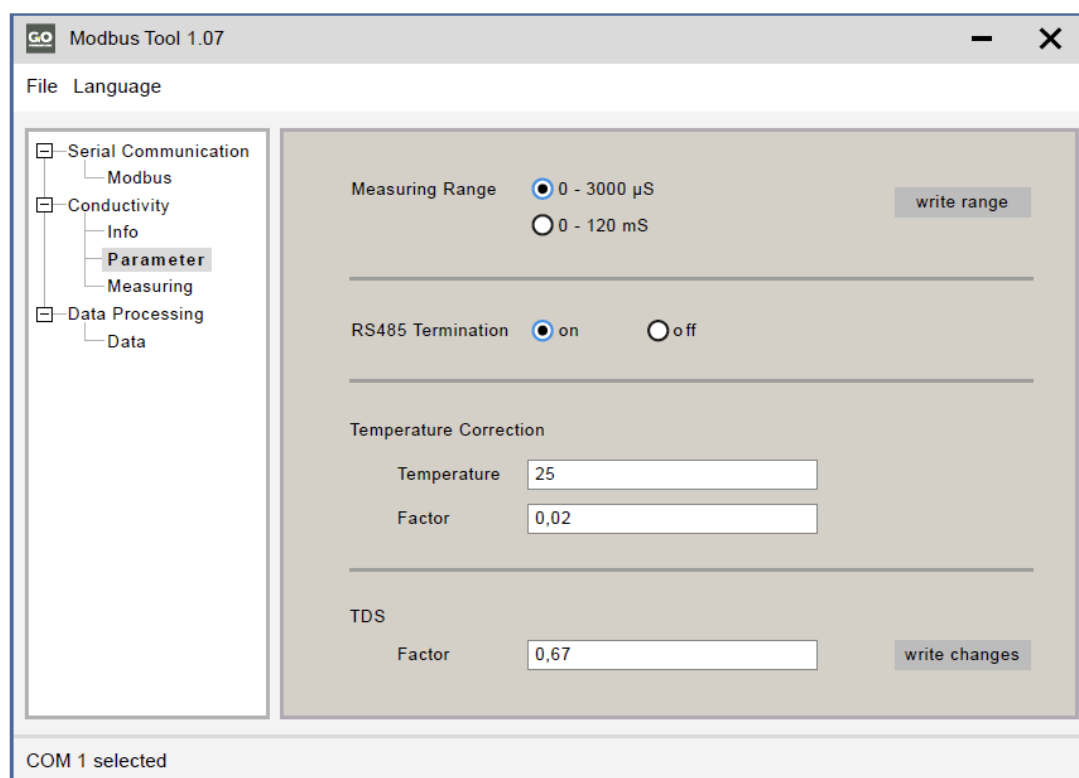 GO Modbus Tool 1.07
File Language
Serial Communication
Modbus
Conductivity
Info
Parameter
Measuring
Data Processing
Data
Measuring Range 0 - 3000 µS
0 - 120 mS
write range
RS485 Termination on off
Temperature Correction
Temperature 25
Factor 0,02
TDS
Factor 0,67 write changes
COM 1 selected